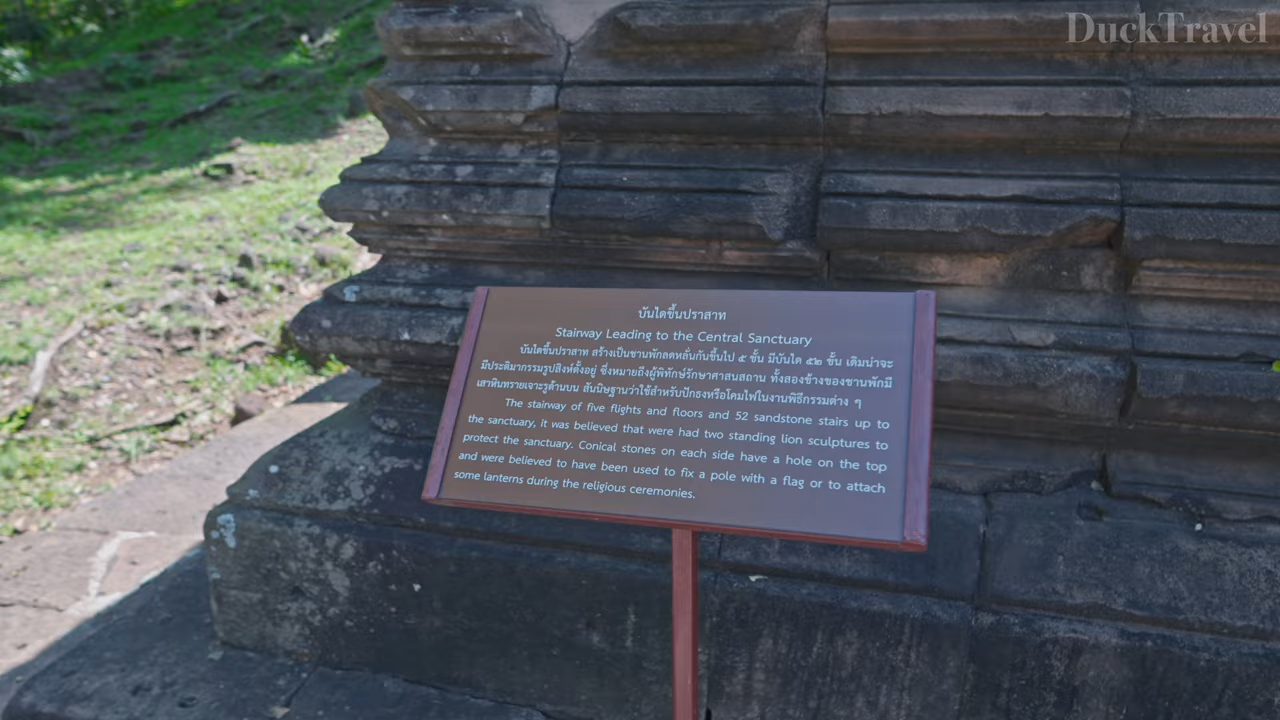 DuckTravel
บันไดขึ้นปราสาท
Stairway Leading to the Central Sanctuary
บันไดขึ้นปราสาท สร้างเป็นชานพักลดหลั่นกันขึ้นไป ๕ ชั้น มีบันได ๕๒ ขั้น เดิมน่าจะ
มีประติมากรรมรูปสิงห์ตั้งอยู่ ซึ่งหมายถึงผู้พิทักษ์รักษาศาสนสถาน ทั้งสองข้างของชานพักมี
เสาหินทรายเจาะรูด้านบน สันนิษฐานว่าใช้สำหรับปักธงหรือโคมไฟในงานพิธีกรรมต่าง ๆ
The stairway of five flights and floors and 52 sandstone stairs up to
the sanctuary, it was believed that were had two standing lion sculptures to
protect the sanctuary. Conical stones on each side have a hole on the top
and were believed to have been used to fix a pole with a flag or to attach
some lanterns during the religious ceremonies.